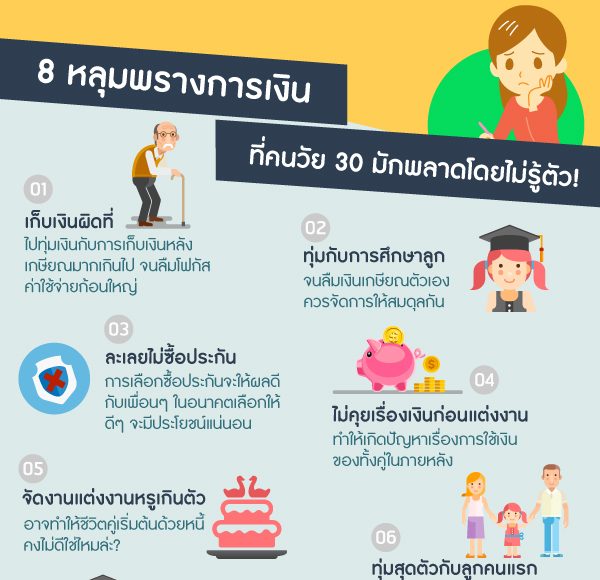 8 หลุมพรางการเงิน
ที่คนวัย 30 มักพลาดโดยไม่รู้ตัว!
01
เก็บเงินผิดที่
ไปทุ่มเงินกับการเก็บเงินหลัง
เกษียณมากเกินไป จนลืมโฟกัส
ค่าใช้จ่ายก้อนใหญ่
02
ทุ่มกับการศึกษาลูก
จนลืมเงินเกษียณตัวเอง
ควรจัดการให้สมดุลกัน
03
ละเลยไม่ซื้อประกัน
การเลือกซื้อประกันจะให้ผลดี
กับเพื่อนๆ ในอนาคตเลือกให้
ดีๆ จะมีประโยชน์แน่นอน
04
ไม่คุยเรื่องเงินก่อนแต่งงาน
ทำให้เกิดปัญหาเรื่องการใช้เงิน
ของทั้งคู่ในภายหลัง
05
จัดงานแต่งงานหรูเกินตัว
อาจทำให้ชีวิตคู่เริ่มต้นด้วยหนี้
คงไม่ดีใช่ไหมล่ะ?
06
ทุ่มสุดตัวกับลูกคนแรก